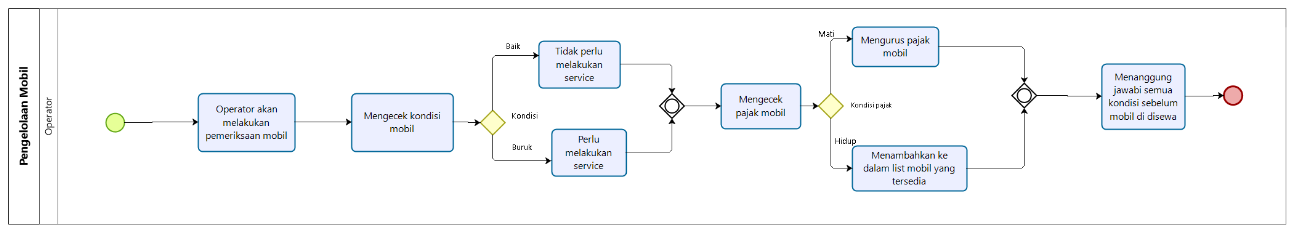 Pengelolaan Mobil
Operator
Operator akan
melakukan
pemeriksaan mobil
Mengecek kondisi
mobil
Kondisi
Baik
Tidak perlu
melakukan
service
Buruk
Perlu
melakukan
service
Mengecek
pajak mobil
Kondisi pajak
Mati
Mengurus pajak
mobil
Hidup
Menambahkan ke
dalam list mobil yang
tersedia
Menanggung
jawabi semua
kondisi sebelum
mobil di disewa